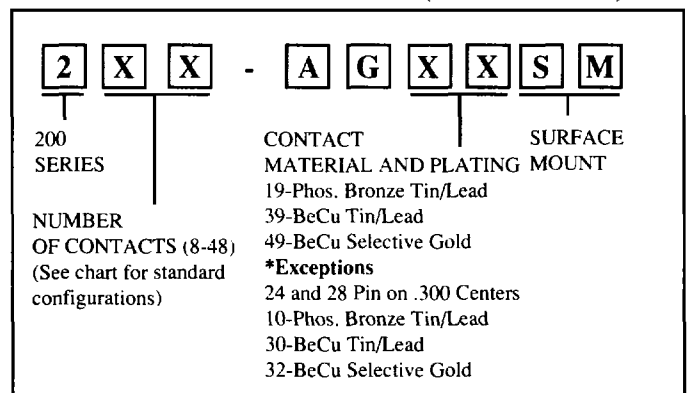 2 X X - A G X X S M
200 SERIES
NUMBER OF CONTACTS (8-48)
(See chart for standard configurations)
CONTACT MATERIAL AND PLATING
19-Phos. Bronze Tin/Lead
39-BeCu Tin/Lead
49-BeCu Selective Gold
*Exceptions
24 and 28 Pin on .300 Centers
10-Phos. Bronze Tin/Lead
30-BeCu Tin/Lead
32-BeCu Selective Gold
SURFACE MOUNT